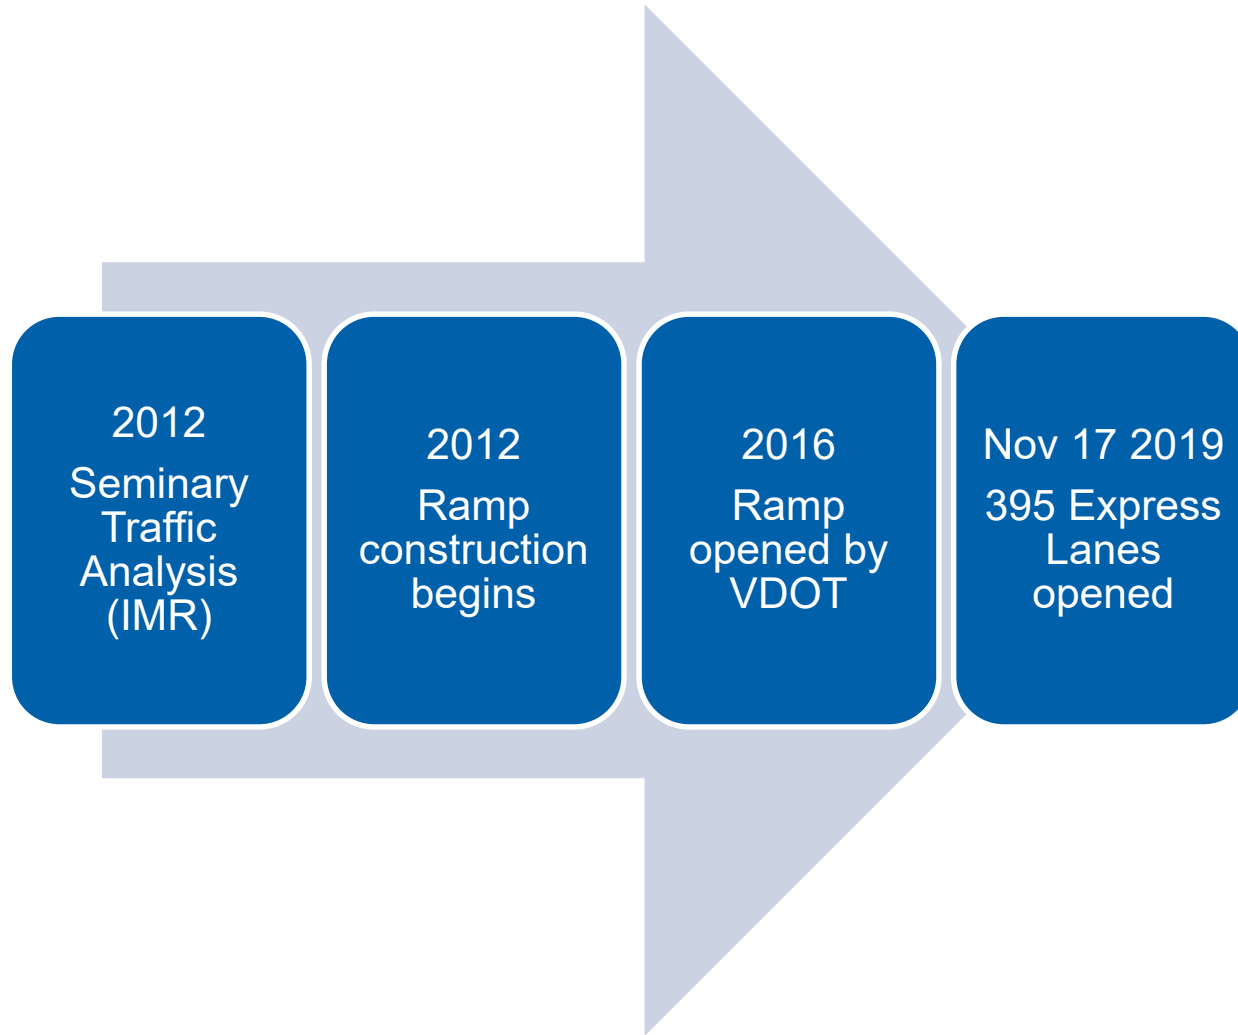 2012
Seminary
Traffic
Analysis
(IMR)
2012
Ramp
construction
begins
2016
Ramp
opened by
VDOT
Nov 17 2019
395 Express
Lanes
opened